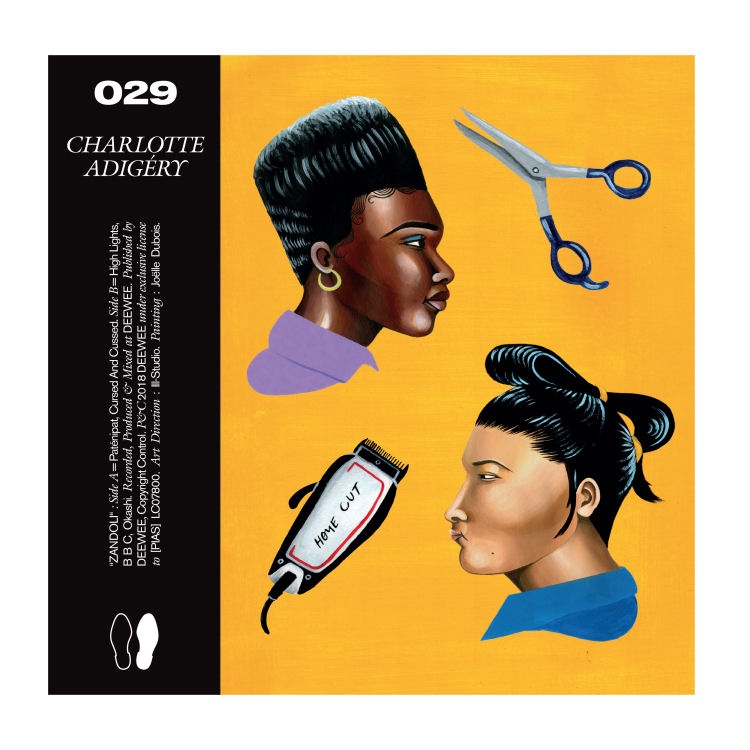 029
CHARLOTTE
ADIGÉRY
"ZANDOLI" : Side A = Paténipat, Cursed And Cussed. Side B = High Lights,
B B C, Okashi. Recorded, Produced & Mixed at DEEWEE. Published by
DEEWEE, Copyright Control. P&C 2018 DEEWEE under exclusive license
to [PIAS] LC07800. Art Direction : Ill-Studio. Painting : Joëlle Dubois.
HOME CUT